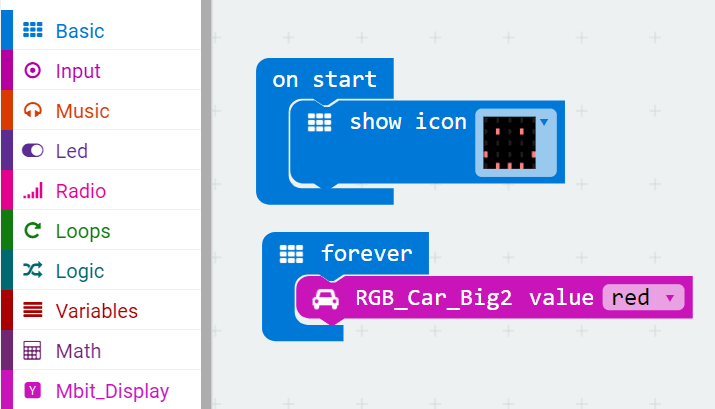 Basic
Input
Music
Led
Radio
Loops
Logic
Variables
Math
Y Mbit_Display
on start
show icon
forever
RGB_Car_Big2 value red